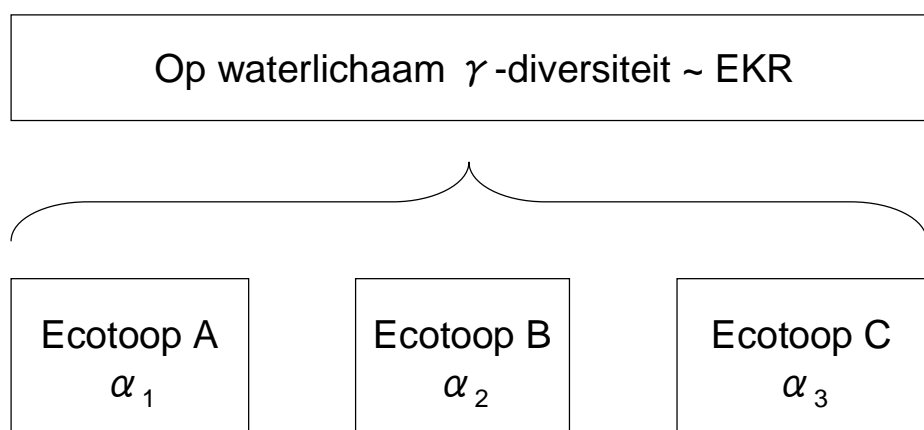 Op waterlichaam γ-diversiteit ~ EKR
Ecotoop A
α₁
Ecotoop B
α₂
Ecotoop C
α₃